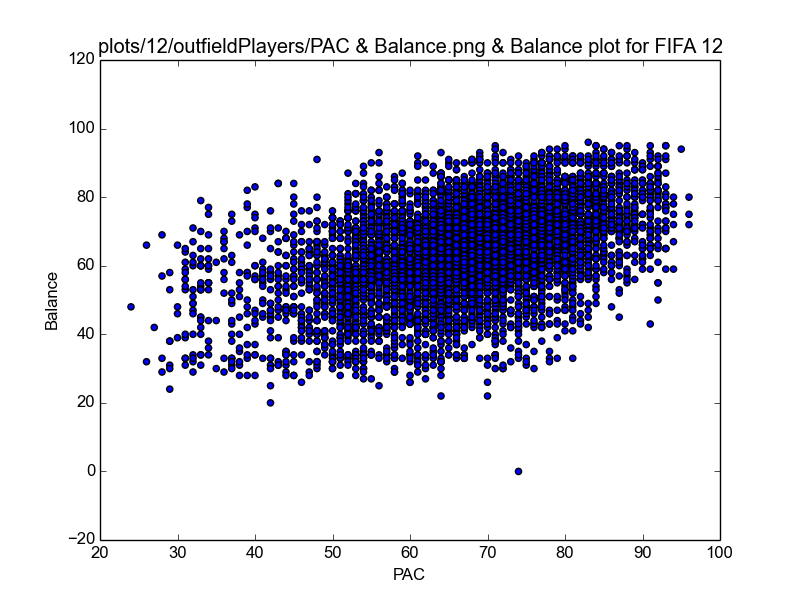 plots/12/outfieldPlayers/PAC & Balance.png & Balance plot for FIFA 12
120
100
80
60
40
20
0
−20
Balance
20 30 40 50 60 70 80 90 100
PAC